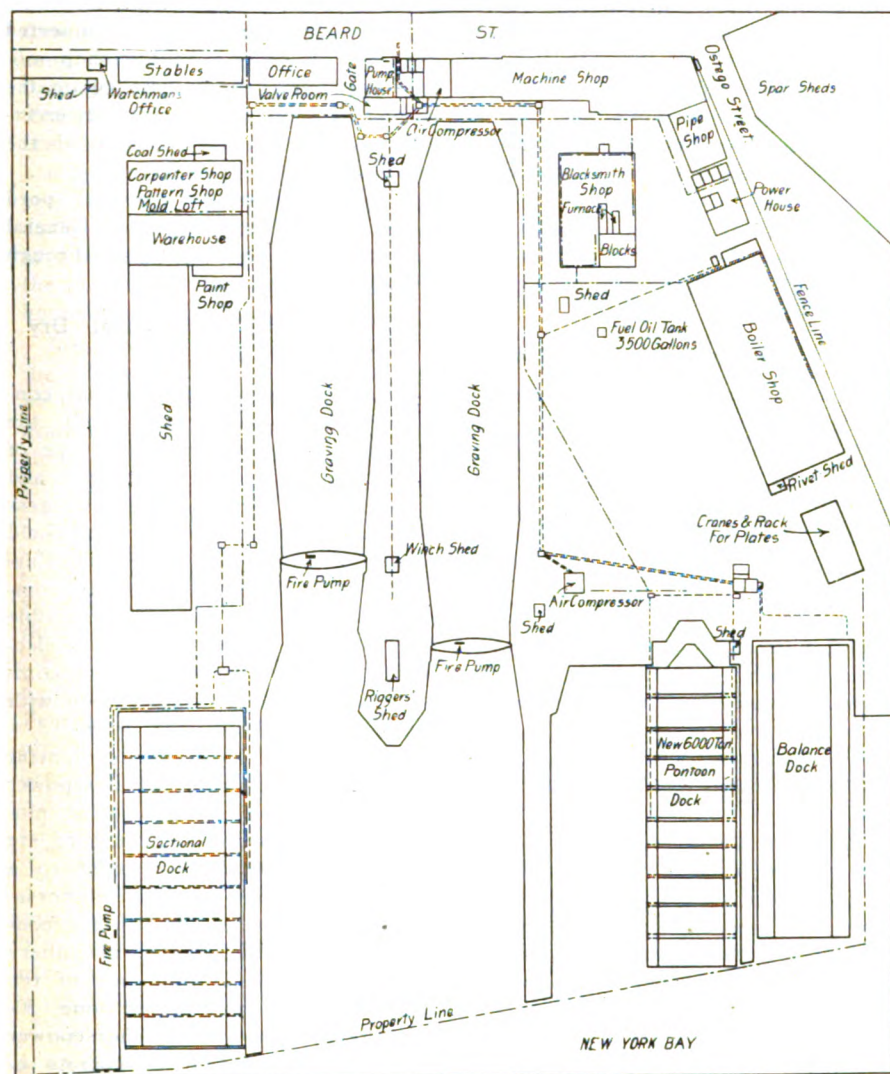 BEARD ST.
Stables
Office
Gate
Pump House
Machine Shop
Ostego Street
Spar Sheds
Shed
Watchmans Office
Valve Room
Air Compressor
Pipe Shop
Coal Shed
Carpenter Shop
Pattern Shop
Mold Loft
Shed
Blacksmith Shop
Furnace
Blocks
Power House
Warehouse
Paint Shop
Shed
Fuel Oil Tank
3500 Gallons
Fence Line
Boiler Shop
Property Line
Shed
Graving Dock
Graving Dock
Rivet Shed
Cranes & Rack
For Plates
Winch Shed
Fire Pump
Air Compressor
Shed
Shed
Fire Pump
Riggers' Shed
New 6000 Ton
Pontoon
Dock
Balance
Dock
Sectional
Dock
Fire Pump
Property Line
NEW YORK BAY
Dry